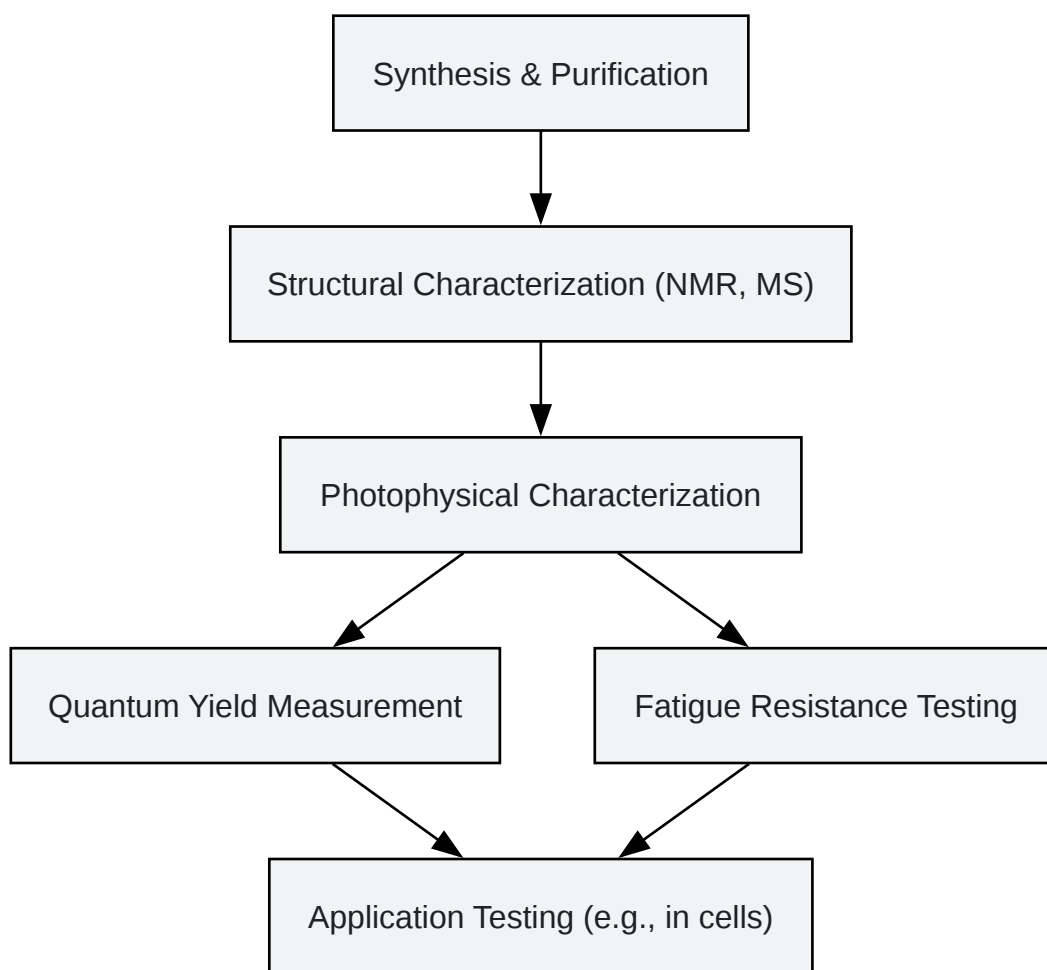 Synthesis & Purification
Structural Characterization (NMR, MS)
Photophysical Characterization
Quantum Yield Measurement
Fatigue Resistance Testing
Application Testing (e.g., in cells)